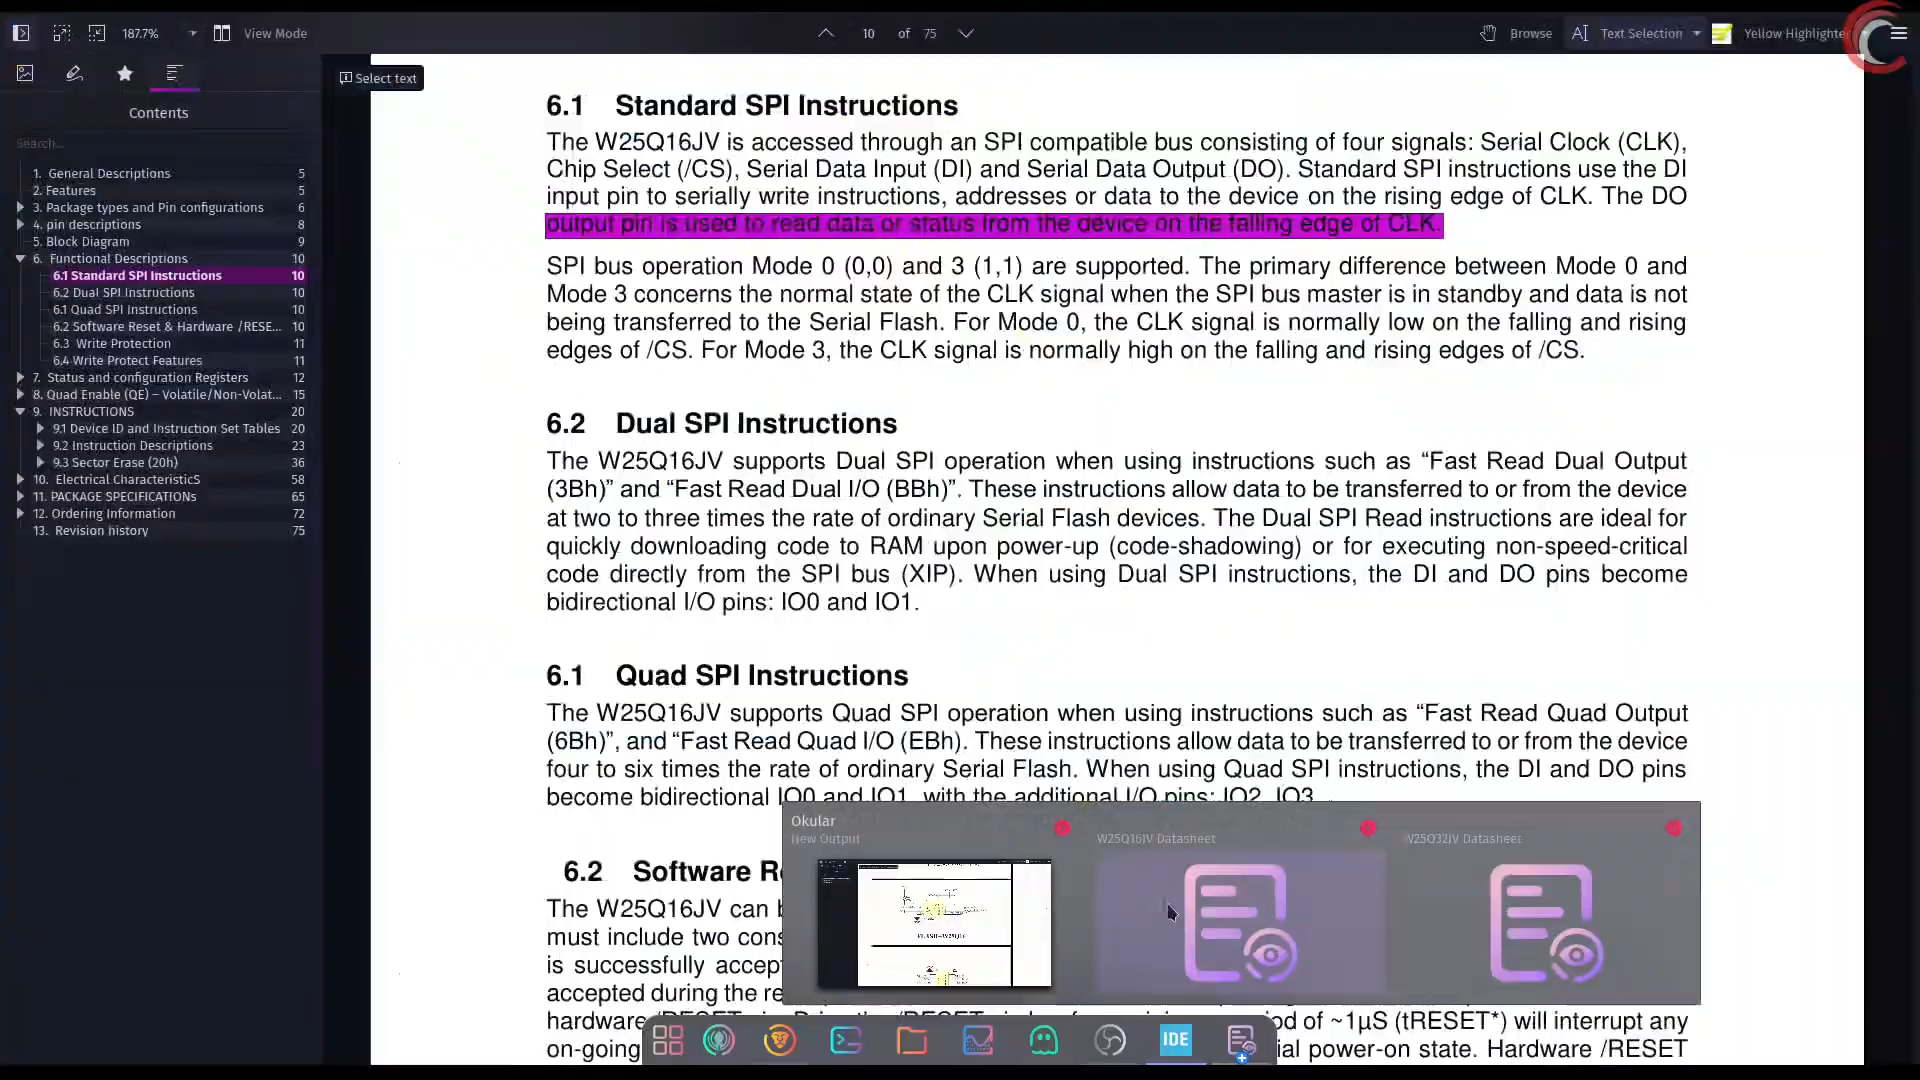 187.7%
View Mode
10 of 75
Browse
Text Selection
Yellow Highlighte
Contents
Search...
1. General Descriptions 5
2. Features 5
3. Package types and Pin configurations 6
4. pin descriptions 8
5. Block Diagram 9
6. Functional Descriptions 10
6.1 Standard SPI Instructions 10
6.2 Dual SPI Instructions 10
6.1 Quad SPI Instructions 10
6.2 Software Reset & Hardware /RESE... 10
6.3 Write Protection 11
6.4 Write Protect Features 11
7. Status and configuration Registers 12
8. Quad Enable (QE) – Volatile/Non-Volat... 15
9. INSTRUCTIONS 20
9.1 Device ID and Instruction Set Tables 20
9.2 Instruction Descriptions 23
9.3 Sector Erase (20h) 36
10. Electrical CharacteristicS 58
11. PACKAGE SPECIFICATIONs 65
12. Ordering Information 72
13. Revision history 75
Select text
6.1 Standard SPI Instructions
The W25Q16JV is accessed through an SPI compatible bus consisting of four signals: Serial Clock (CLK),
Chip Select (/CS), Serial Data Input (DI) and Serial Data Output (DO). Standard SPI instructions use the DI
input pin to serially write instructions, addresses or data to the device on the rising edge of CLK. The DO
output pin is used to read data or status from the device on the falling edge of CLK.
SPI bus operation Mode 0 (0,0) and 3 (1,1) are supported. The primary difference between Mode 0 and
Mode 3 concerns the normal state of the CLK signal when the SPI bus master is in standby and data is not
being transferred to the Serial Flash. For Mode 0, the CLK signal is normally low on the falling and rising
edges of /CS. For Mode 3, the CLK signal is normally high on the falling and rising edges of /CS.
6.2 Dual SPI Instructions
The W25Q16JV supports Dual SPI operation when using instructions such as “Fast Read Dual Output
(3Bh)” and “Fast Read Dual I/O (BBh)”. These instructions allow data to be transferred to or from the device
at two to three times the rate of ordinary Serial Flash devices. The Dual SPI Read instructions are ideal for
quickly downloading code to RAM upon power-up (code-shadowing) or for executing non-speed-critical
code directly from the SPI bus (XIP). When using Dual SPI instructions, the DI and DO pins become
bidirectional I/O pins: IO0 and IO1.
6.1 Quad SPI Instructions
The W25Q16JV supports Quad SPI operation when using instructions such as “Fast Read Quad Output
(6Bh)”, and “Fast Read Quad I/O (EBh). These instructions allow data to be transferred to or from the device
four to six times the rate of ordinary Serial Flash. When using Quad SPI instructions, the DI and DO pins
become bidirectional IO0 and IO1, with the additional I/O pins: IO2, IO3.
Okular
New Output
W25Q16JV Datasheet
W25Q32JV Datasheet
FLASH-W25Q16
6.2 Software Re
The W25Q16JV can b
must include two cons
is successfully accept
accepted during the re
hardware /RESET
od of ~1µS (tRESET*) will interrupt any
on-going
ial power-on state. Hardware /RESET
IDE